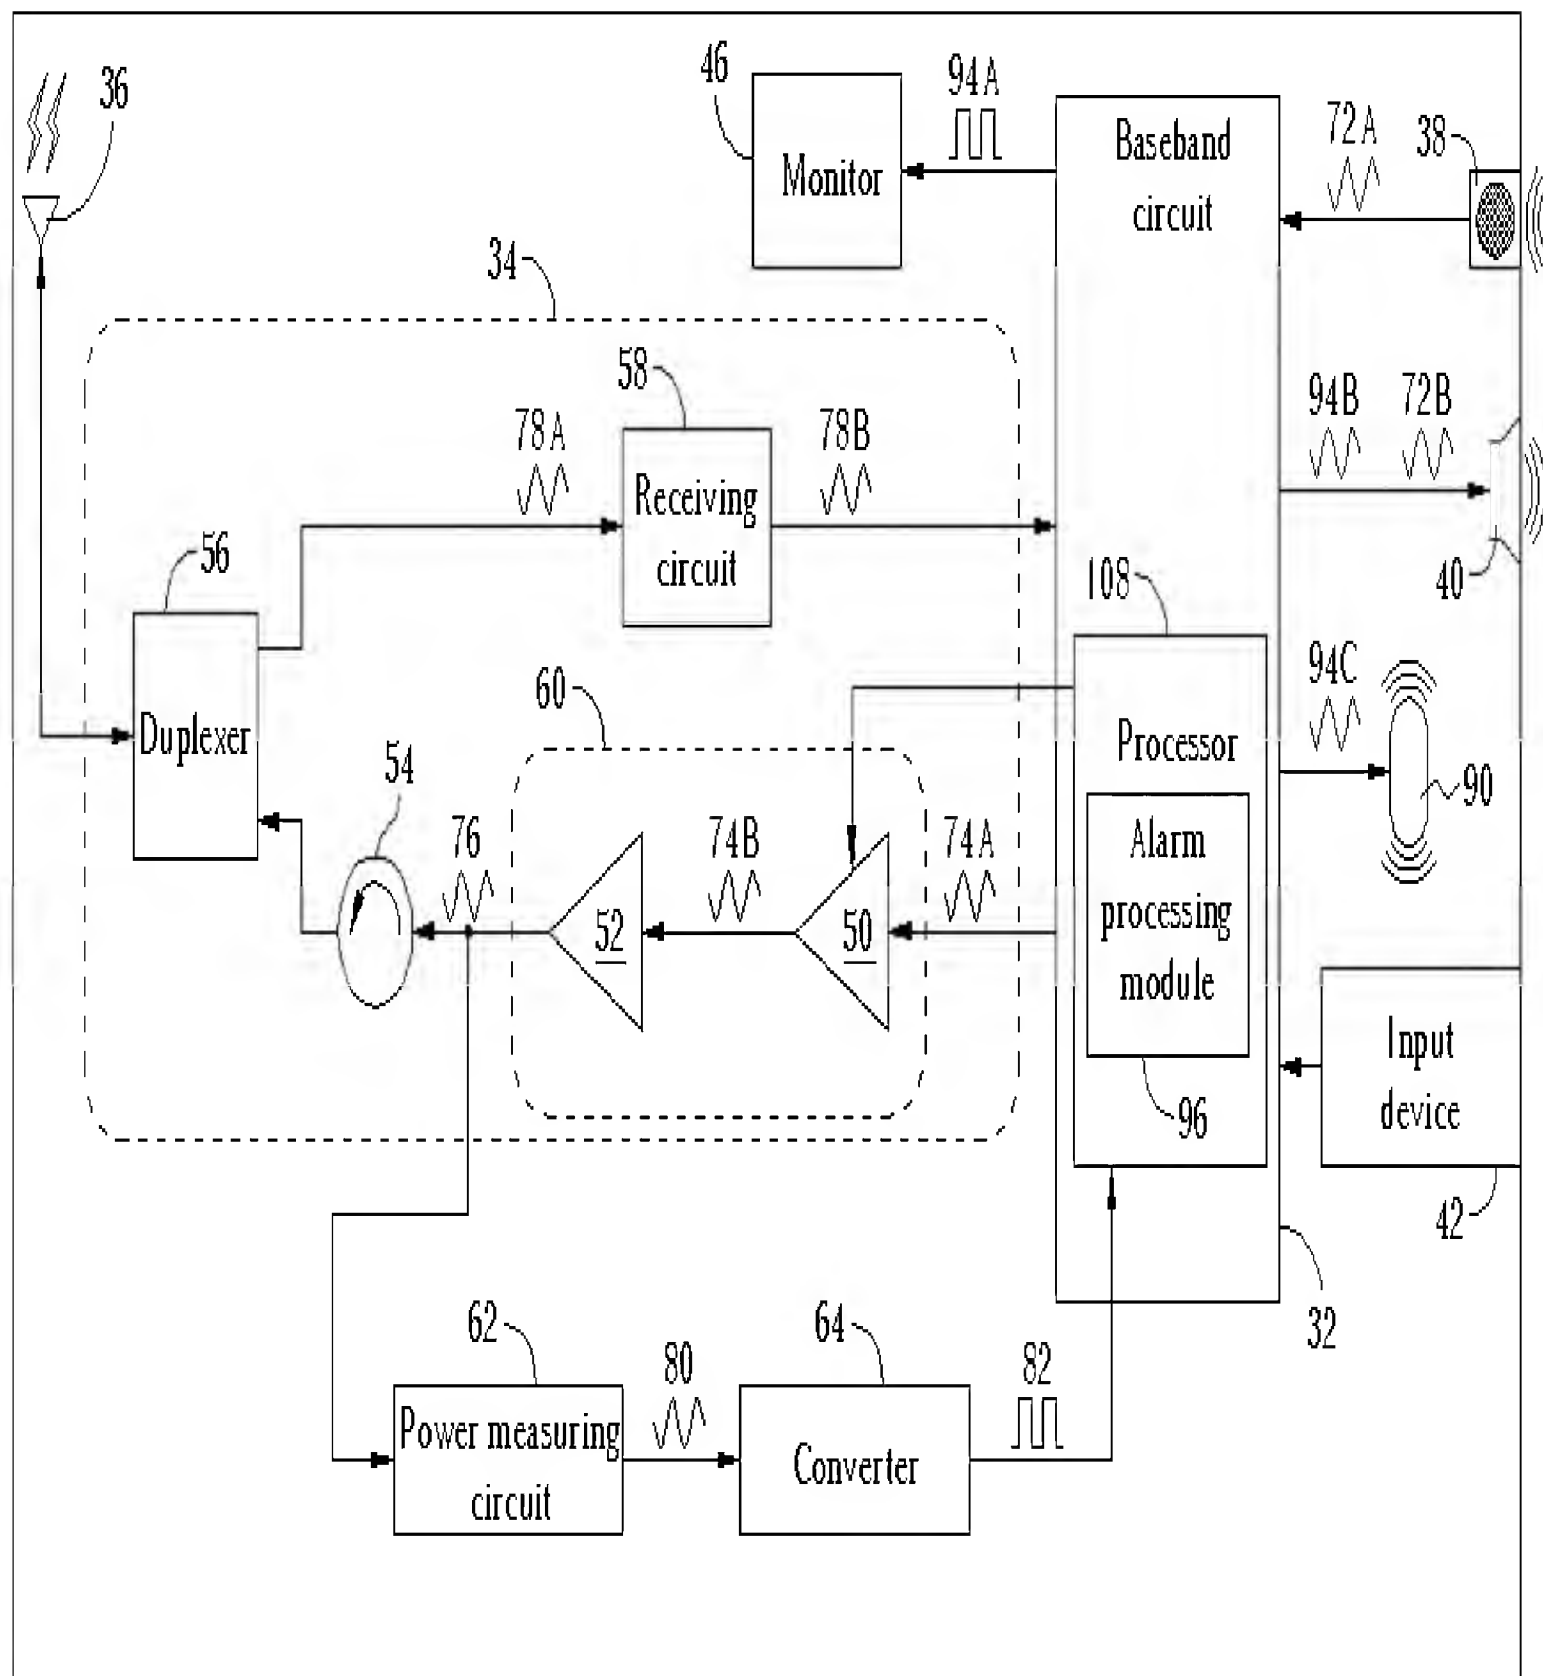 46
94A
36
Monitor
Baseband
circuit
72A
38
34
58
78A
78B
Receiving
circuit
94B
72B
40
56
Duplexer
108
60
94C
90
Processor
54
76
74B
74A
52
50
Alarm
processing
module
96
Input
device
42
32
62
80
64
82
Power measuring
circuit
Converter